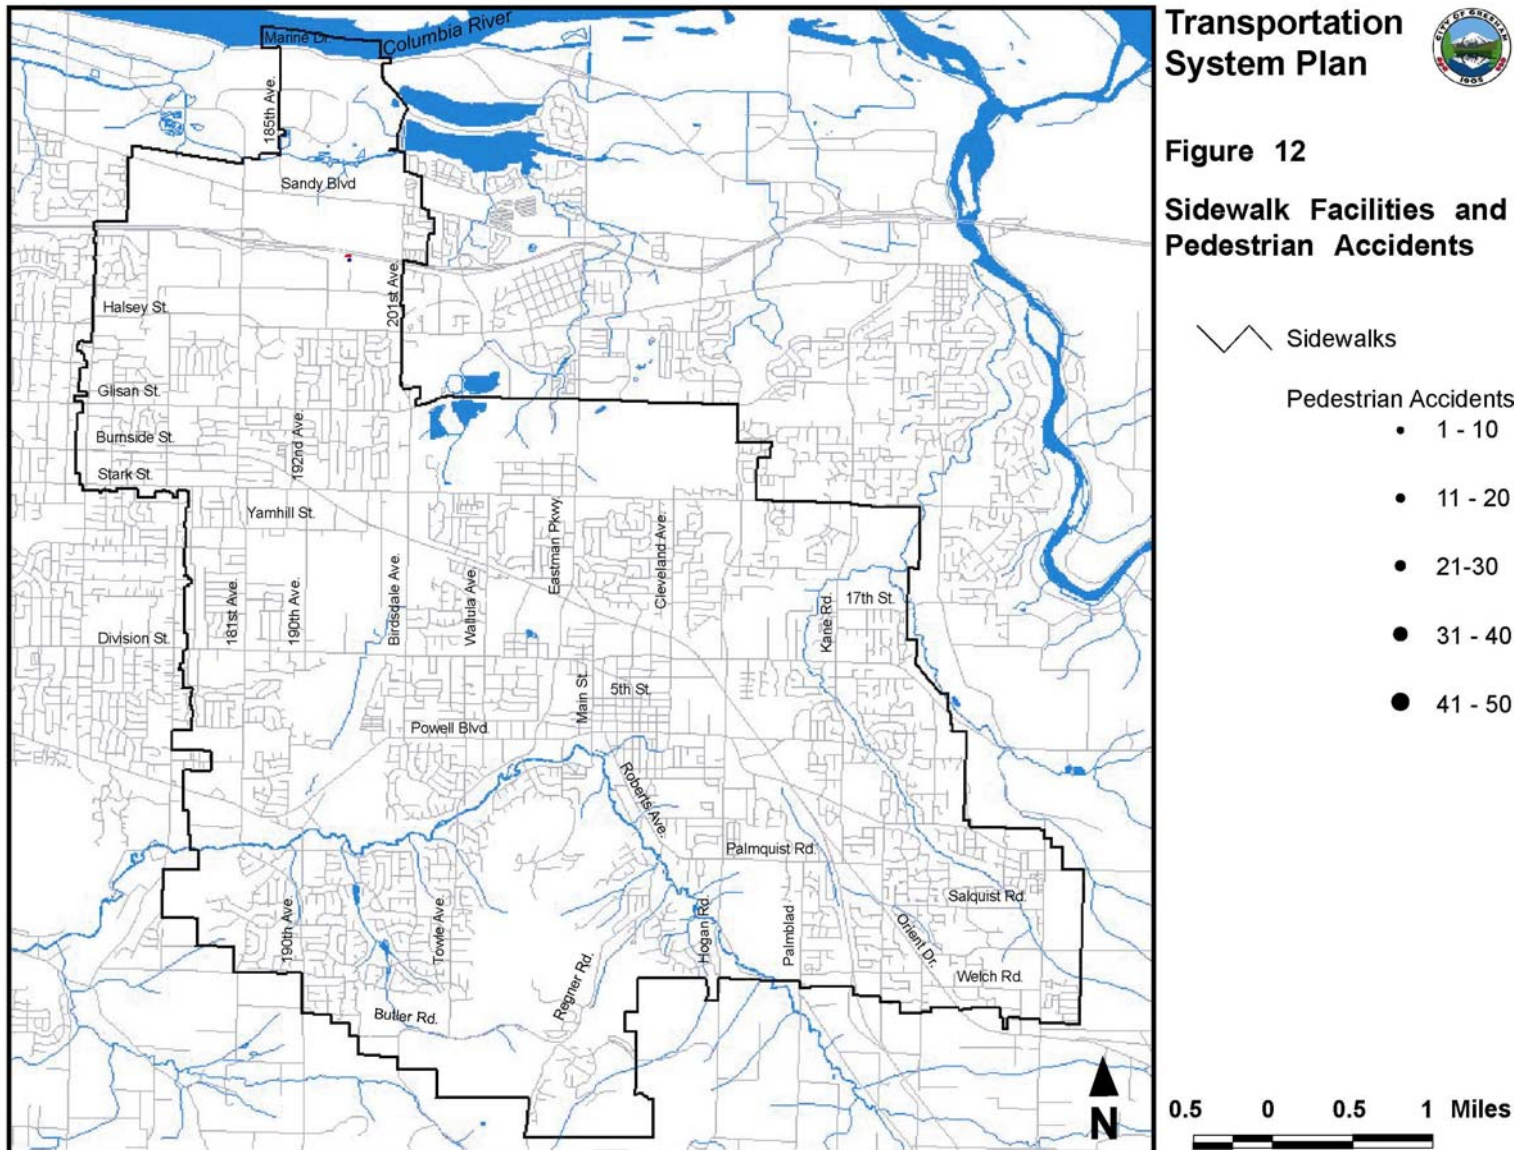 Transportation
System Plan
CITY OF GRESHAM
1905
Figure 12
Sidewalk Facilities and
Pedestrian Accidents
Sidewalks
Pedestrian Accidents
1 - 10
11 - 20
21-30
31 - 40
41 - 50
0.5 0 0.5 1 Miles
N
Marine Dr.
Columbia River
185th Ave.
Sandy Blvd
201st Ave.
Halsey St.
Glisan St.
Burnside St.
192nd Ave.
Stark St.
Yamhill St.
Eastman Pkwy.
Cleveland Ave.
181st Ave.
190th Ave.
Birdsdale Ave.
Wallula Ave.
Kane Rd.
17th St.
Division St.
Main St.
5th St.
Powell Blvd.
Roberts Ave.
Palmquist Rd.
Salquist Rd.
190th Ave.
Towle Ave.
Hogan Rd.
Palmblad
Orient Dr.
Regner Rd.
Welch Rd.
Butler Rd.